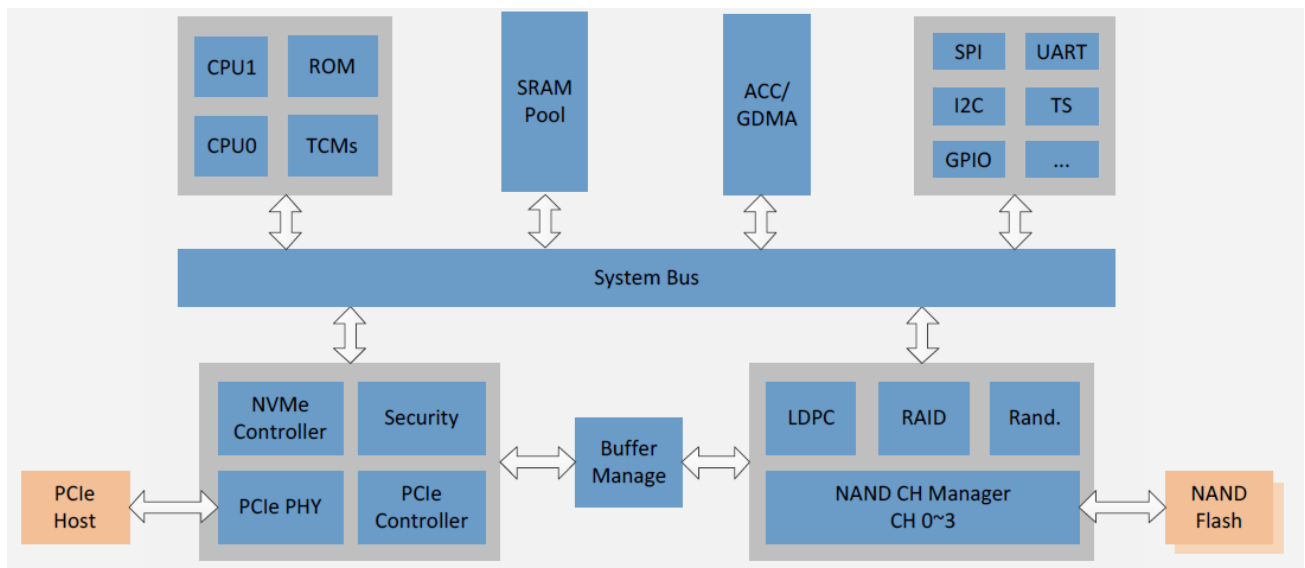 CPU1
ROM
CPU0
TCMs
SRAM
Pool
ACC/
GDMA
SPI
UART
I2C
TS
GPIO
...
System Bus
NVMe
Controller
Security
PCIe PHY
PCIe
Controller
Buffer
Manage
LDPC
RAID
Rand.
NAND CH Manager
CH 0~3
PCIe
Host
NAND
Flash